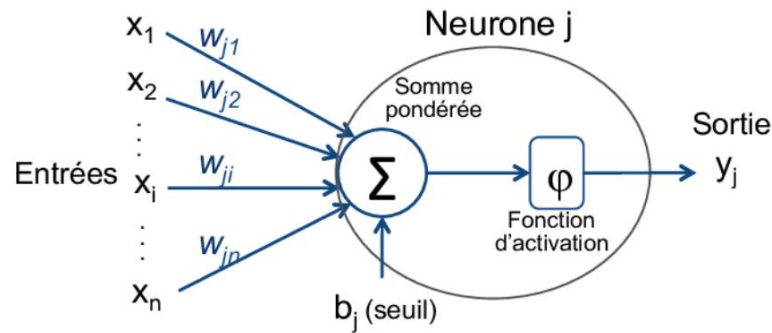 Neurone j
x1
wj1
x2
wj2
Somme
pondérée
Entrées
xi
wji
Σ
φ
Sortie
yj
Fonction
d'activation
xn
wjn
bj (seuil)